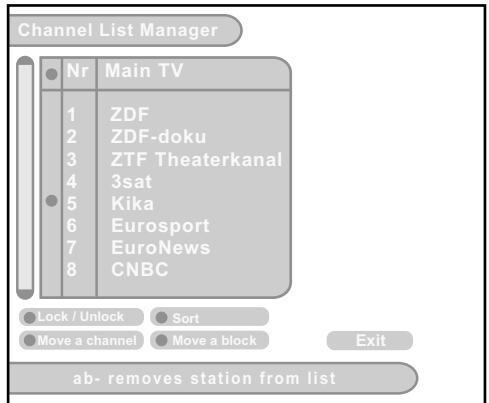 Channel List Manager
Nr Main TV
1 ZDF
2 ZDF-doku
3 ZTF Theaterkanal
4 3sat
5 Kika
6 Eurosport
7 EuroNews
8 CNBC
Lock / Unlock Sort
Move a channel Move a block Exit
ab- removes station from list